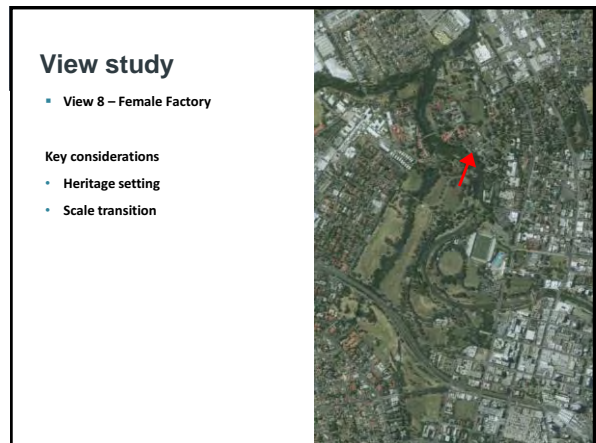 View study
▪ View 8 – Female Factory
Key considerations
• Heritage setting
• Scale transition